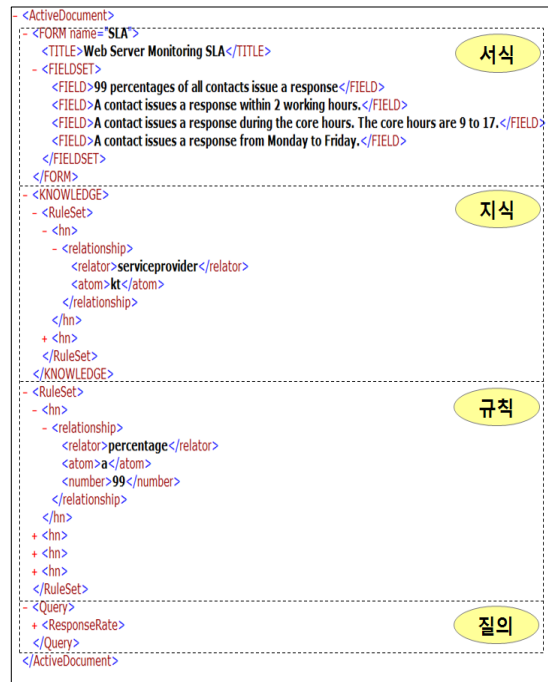 - <ActiveDocument>
- <FORM name="SLA">
<TITLE>Web Server Monitoring SLA</TITLE>
서식
- <FIELDSET>
<FIELD>99 percentages of all contacts issue a response</FIELD>
<FIELD>A contact issues a response within 2 working hours.</FIELD>
<FIELD>A contact issues a response during the core hours. The core hours are 9 to 17.</FIELD>
<FIELD>A contact issues a response from Monday to Friday.</FIELD>
</FIELDSET>
</FORM>
- <KNOWLEDGE>
지식
- <RuleSet>
- <hn>
- <relationship>
<relator>serviceprovider</relator>
<atom>kt</atom>
</relationship>
</hn>
+ <hn>
</RuleSet>
</KNOWLEDGE>
- <RuleSet>
규칙
- <hn>
- <relationship>
<relator>percentage</relator>
<atom>a</atom>
<number>99</number>
</relationship>
</hn>
+ <hn>
+ <hn>
+ <hn>
</RuleSet>
- <Query>
질의
+ <ResponseRate>
</Query>
</ActiveDocument>